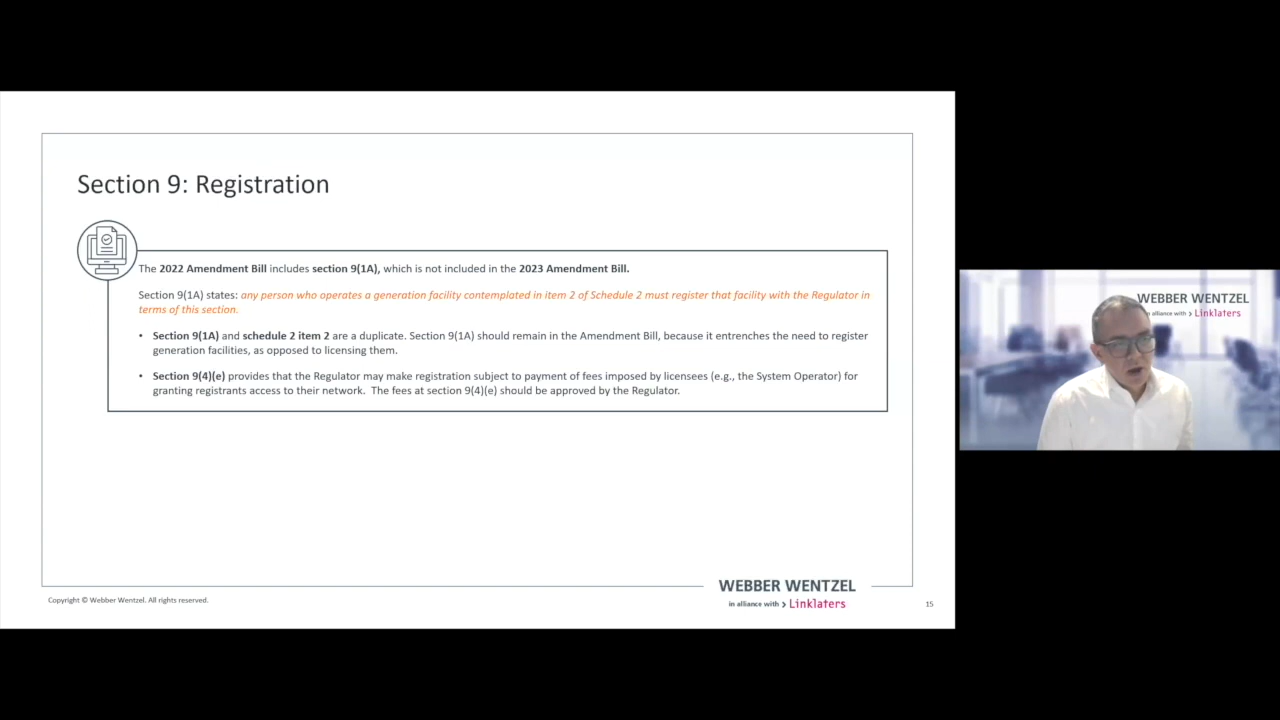 Section 9: Registration
The 2022 Amendment Bill includes section 9(1A), which is not included in the 2023 Amendment Bill.
Section 9(1A) states: any person who operates a generation facility contemplated in item 2 of Schedule 2 must register that facility with the Regulator in
terms of this section.
• Section 9(1A) and schedule 2 item 2 are a duplicate. Section 9(1A) should remain in the Amendment Bill, because it entrenches the need to register
generation facilities, as opposed to licensing them.
• Section 9(4)(e) provides that the Regulator may make registration subject to payment of fees imposed by licensees (e.g., the System Operator) for
granting registrants access to their network. The fees at section 9(4)(e) should be approved by the Regulator.
WEBBER WENTZEL
in alliance with › Linklaters
Copyright © Webber Wentzel. All rights reserved.
15
WEBBER WENTZEL
in alliance with › Linklaters